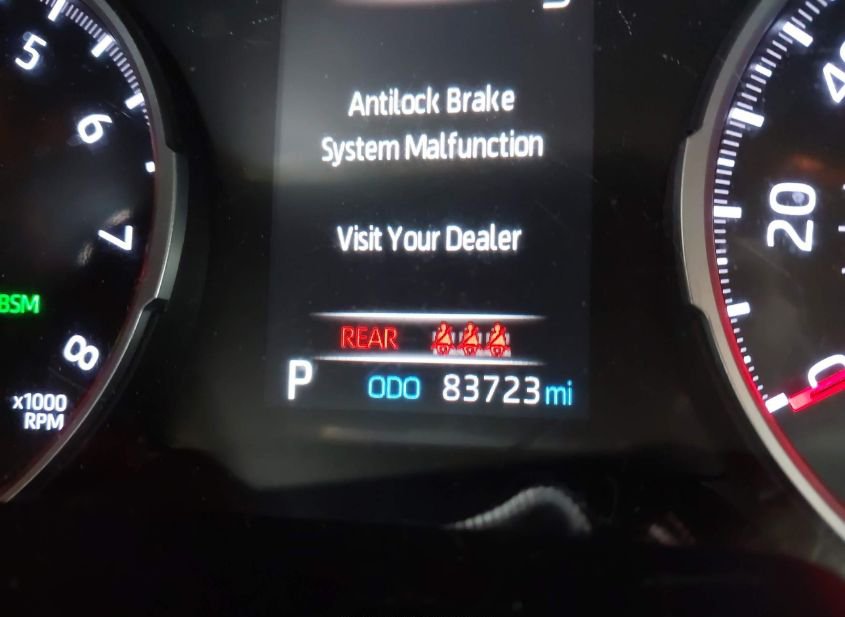 5
6
7
8
x1000
RPM
BSM
Antilock Brake
System Malfunction
Visit Your Dealer
REAR
P ODO 83723 mi
20
0